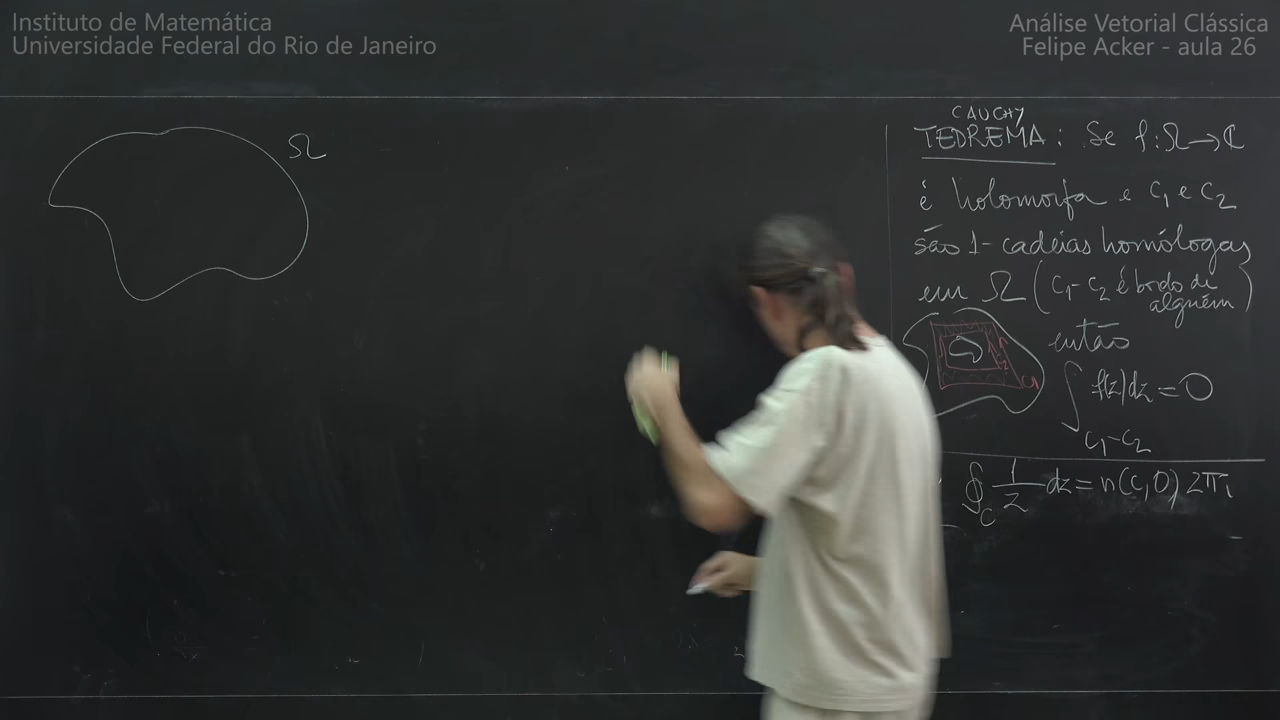 Instituto de Matemática
Universidade Federal do Rio de Janeiro
Análise Vetorial Clássica
Felipe Acker - aula 26
Ω
CAUCHY
TEOREMA: Se f:Ω→ℂ
é holomorfa e C₁ e C₂
são 1-cadeias homólogas
em Ω (C₁-C₂ é bordo de
alguém)
então
∫ f(z)dz = 0
C₁-C₂
∮ 1/z dz = n(c,0) 2πi
C